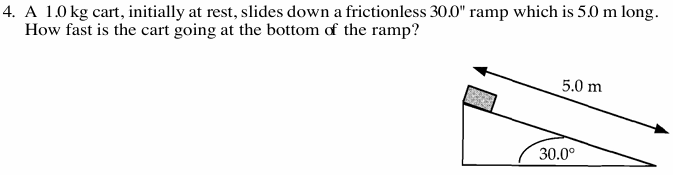 4. A 1.0 kg cart, initially at rest, slides down a frictionless 30.0" ramp which is 5.0 m long.
How fast is the cart going at the bottom of the ramp?
5.0 m
30.0°